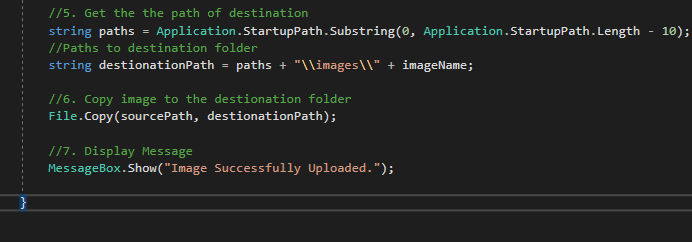 //5. Get the the path of destination
string paths = Application.StartupPath.Substring(0, Application.StartupPath.Length - 10);
//Paths to destination folder
string destionationPath = paths + "\\images\\" + imageName;
//6. Copy image to the destionation folder
File.Copy(sourcePath, destionationPath);
//7. Display Message
MessageBox.Show("Image Successfully Uploaded.");
}